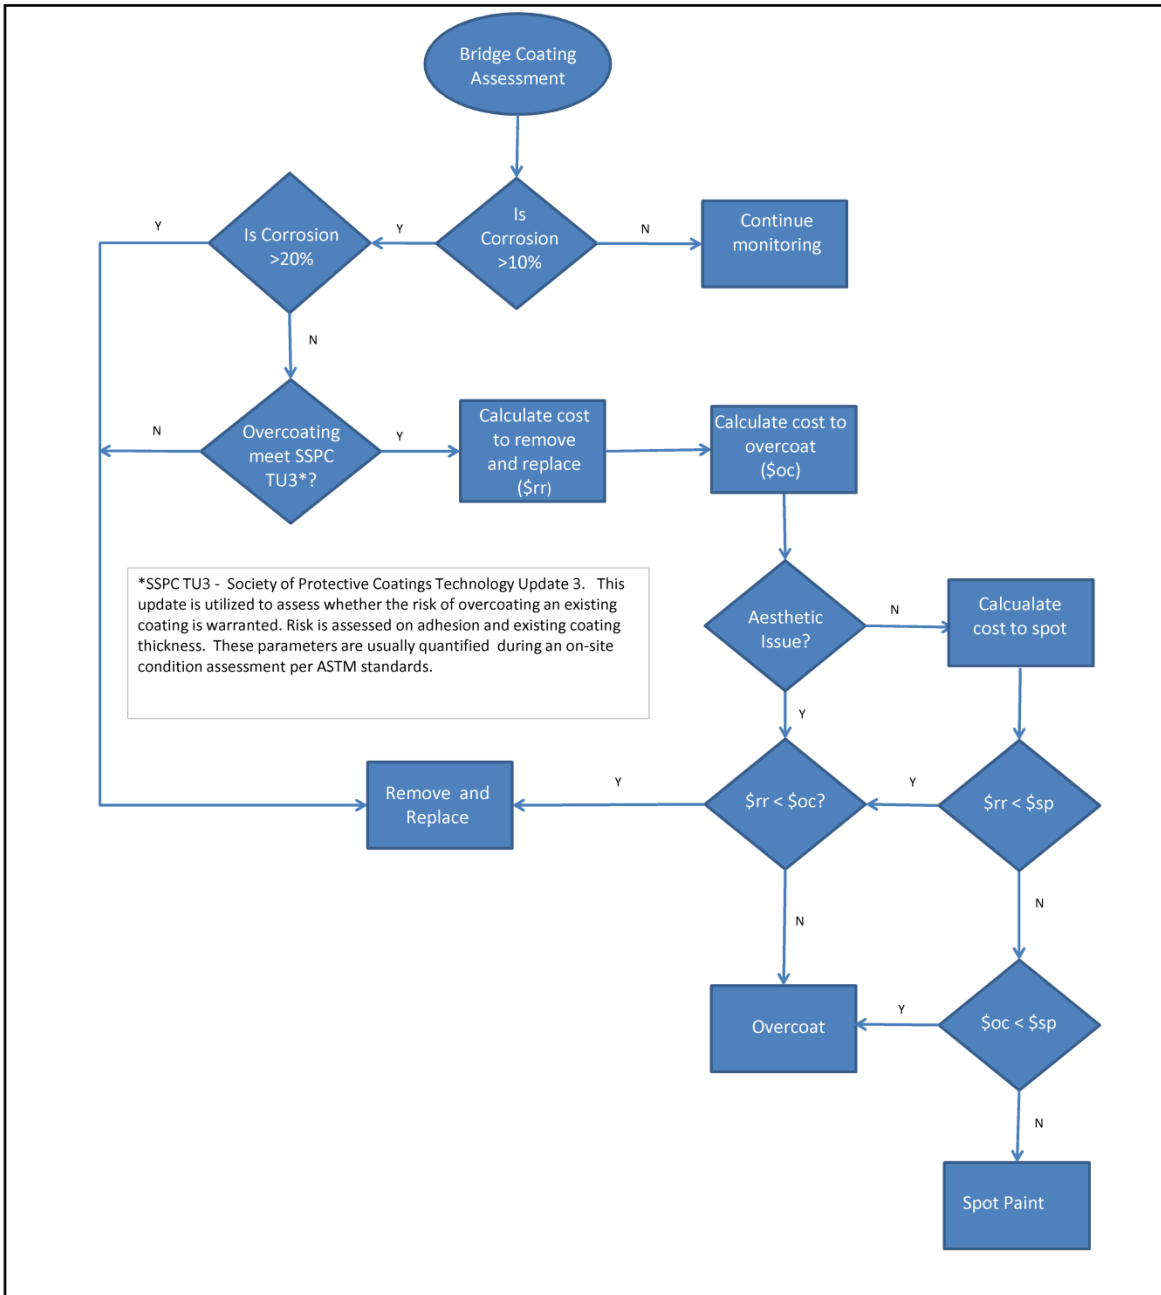 Bridge Coating
Assessment
Is
Corrosion
>10%
N
Continue
monitoring
Y
Is Corrosion
>20%
Y
N
Overcoating
meet SSPC
TU3*?
N
Y
Calculate cost
to remove
and replace
($rr)
Calculate cost to
overcoat
($oc)
*SSPC TU3 - Society of Protective Coatings Technology Update 3. This
update is utilized to assess whether the risk of overcoating an existing
coating is warranted. Risk is assessed on adhesion and existing coating
thickness. These parameters are usually quantified during an on-site
condition assessment per ASTM standards.
Aesthetic
Issue?
N
Calcualate
cost to spot
Y
Remove and
Replace
Y
$rr < $oc?
Y
$rr < $sp
N
N
Overcoat
Y
$oc < $sp
N
Spot Paint